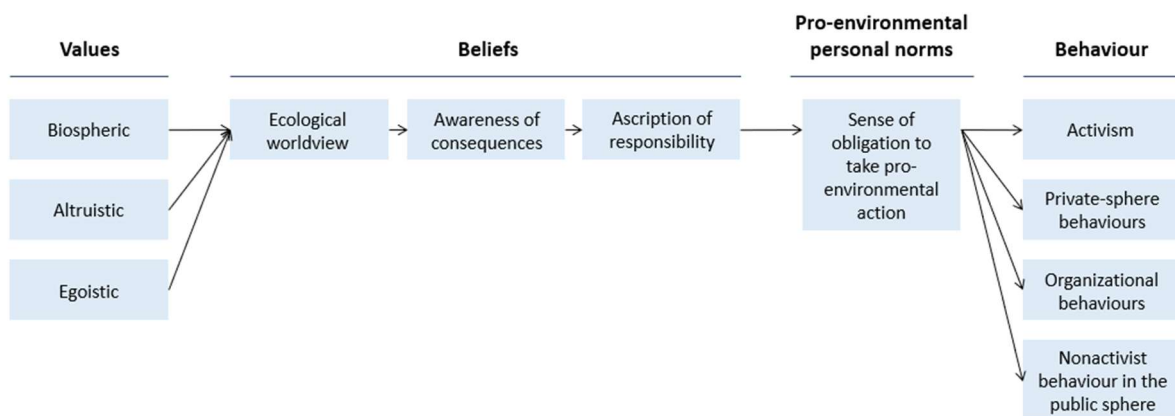 Values
Beliefs
Pro-environmental
personal norms
Behaviour
Biospheric
Altruistic
Egoistic
Ecological
worldview
Awareness of
consequences
Ascription of
responsibility
Sense of
obligation to
take pro-
environmental
action
Activism
Private-sphere
behaviours
Organizational
behaviours
Nonactivist
behaviour in the
public sphere